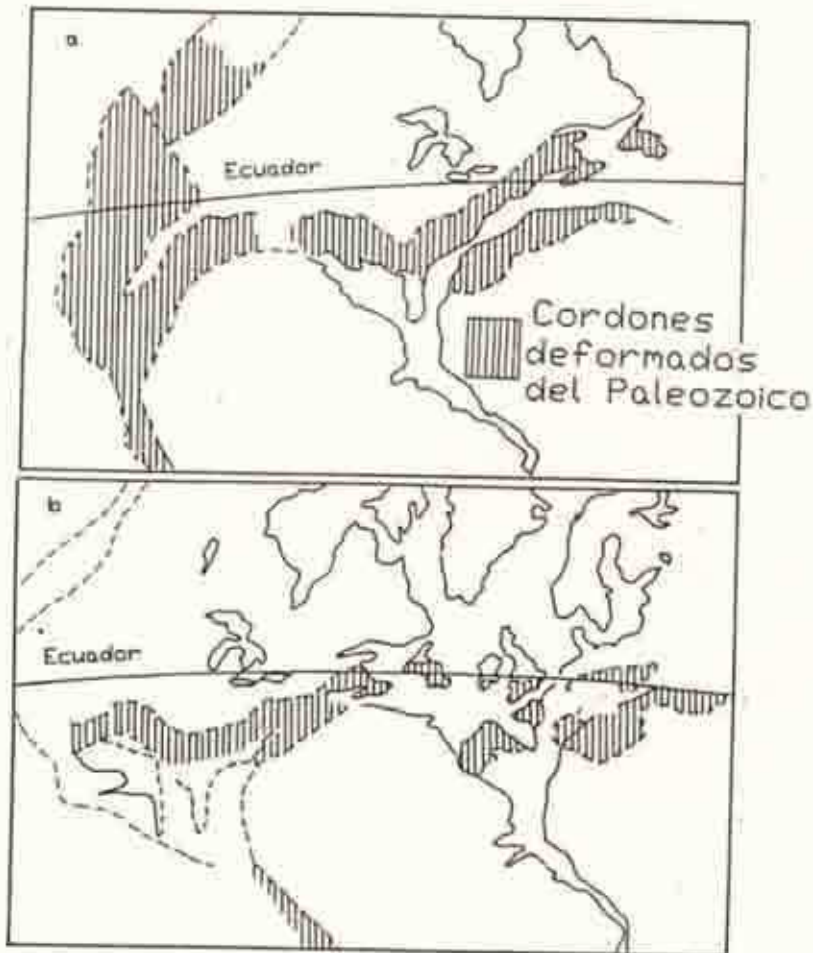 a
Ecuador
Cordones
deformados
del Paleozoico
b
Ecuador